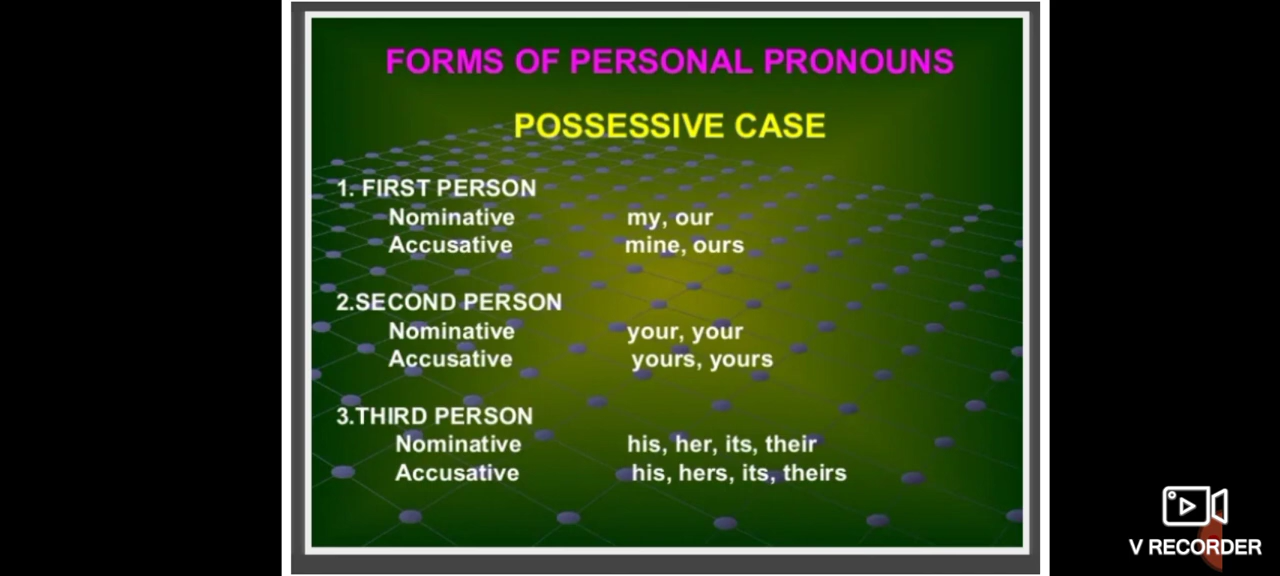 FORMS OF PERSONAL PRONOUNS
POSSESSIVE CASE
1. FIRST PERSON
Nominative my, our
Accusative mine, ours
2.SECOND PERSON
Nominative your, your
Accusative yours, yours
3.THIRD PERSON
Nominative his, her, its, their
Accusative his, hers, its, theirs
V RECORDER